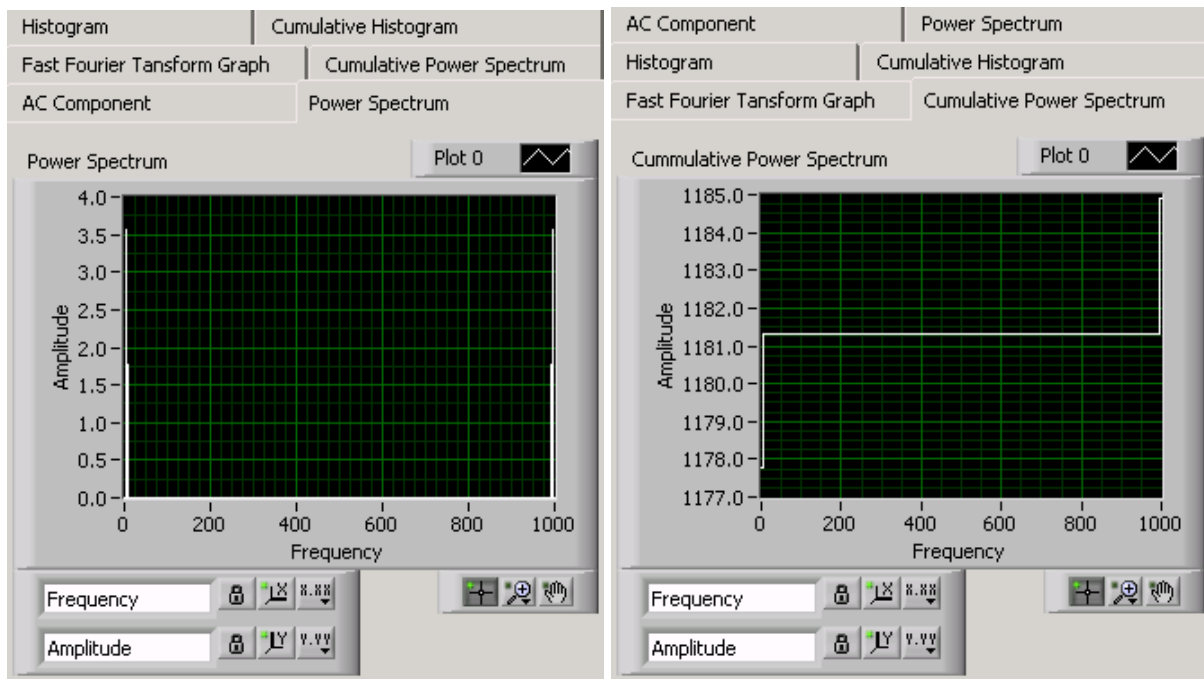 Histogram
Cumulative Histogram
Fast Fourier Tansform Graph
Cumulative Power Spectrum
AC Component
Power Spectrum
Power Spectrum
Plot 0
4.0
3.5
3.0
2.5
2.0
1.5
1.0
0.5
0.0
Amplitude
0 200 400 600 800 1000
Frequency
Frequency
X
X.XX
Amplitude
Y
Y.YY
AC Component
Power Spectrum
Histogram
Cumulative Histogram
Fast Fourier Tansform Graph
Cumulative Power Spectrum
Cummulative Power Spectrum
Plot 0
1185.0
1184.0
1183.0
1182.0
1181.0
1180.0
1179.0
1178.0
1177.0
Amplitude
0 200 400 600 800 1000
Frequency
Frequency
X
X.XX
Amplitude
Y
Y.YY